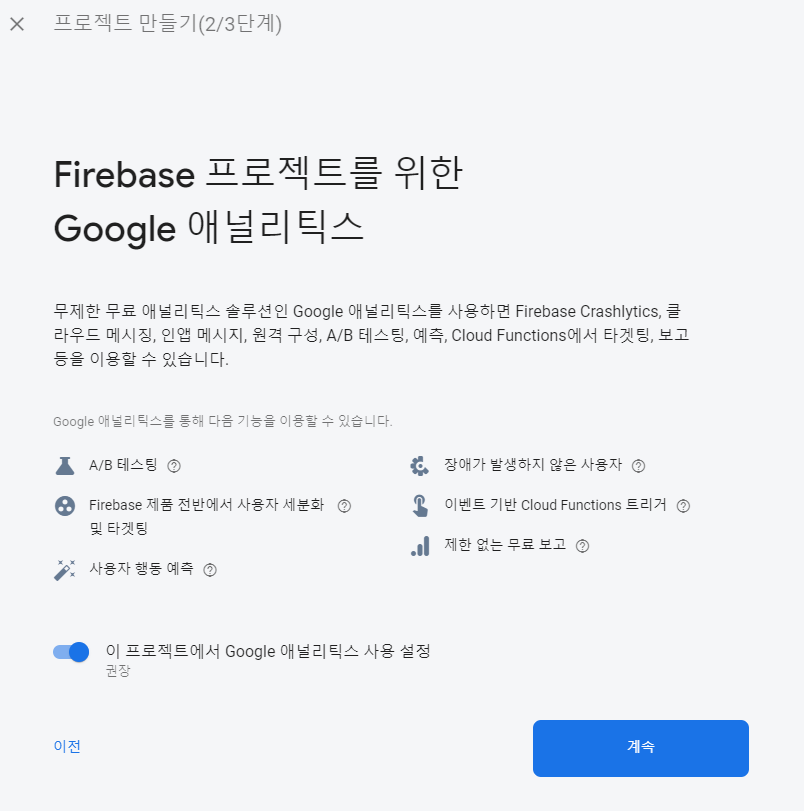 프로젝트 만들기(2/3단계)
Firebase 프로젝트를 위한
Google 애널리틱스
무제한 무료 애널리틱스 솔루션인 Google 애널리틱스를 사용하면 Firebase Crashlytics, 클
라우드 메시징, 인앱 메시지, 원격 구성, A/B 테스팅, 예측, Cloud Functions에서 타겟팅, 보고
등을 이용할 수 있습니다.
Google 애널리틱스를 통해 다음 기능을 이용할 수 있습니다.
A/B 테스팅
Firebase 제품 전반에서 사용자 세분화
및 타겟팅
사용자 행동 예측
장애가 발생하지 않은 사용자
이벤트 기반 Cloud Functions 트리거
제한 없는 무료 보고
이 프로젝트에서 Google 애널리틱스 사용 설정
권장
이전
계속